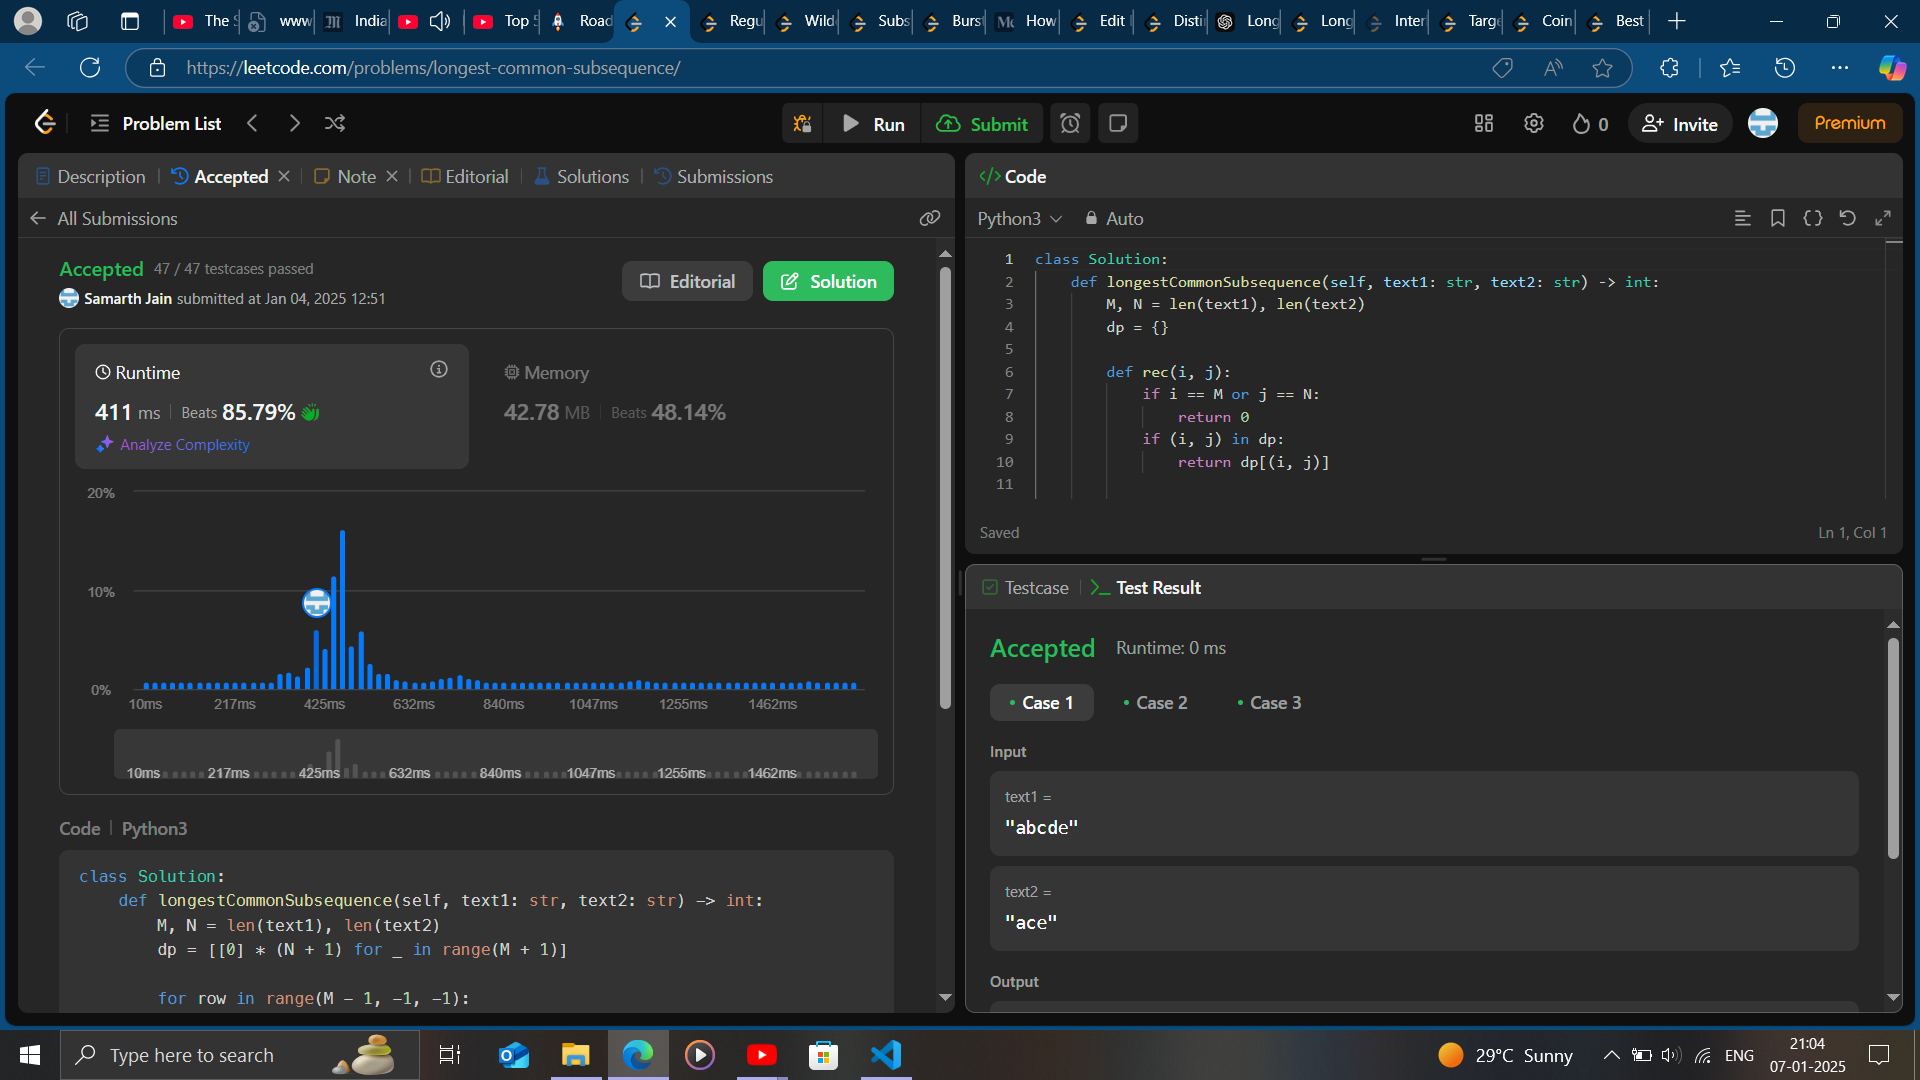 The S
www
India
Top 5
Road
Regu
Wild
Subs
Burst
How
Edit
Disti
Long
Long
Inter
Targe
Coin
Best
https://leetcode.com/problems/longest-common-subsequence/
Problem List
Run
Submit
0
Invite
Premium
Description
Accepted
Note
Editorial
Solutions
Submissions
All Submissions
Accepted 47 / 47 testcases passed
Samarth Jain submitted at Jan 04, 2025 12:51
Editorial
Solution
Runtime
411 ms | Beats 85.79%
Analyze Complexity
Memory
42.78 MB | Beats 48.14%
20%
10%
0%
10ms 217ms 425ms 632ms 840ms 1047ms 1255ms 1462ms
10ms 217ms 425ms 632ms 840ms 1047ms 1255ms 1462ms
Code | Python3
class Solution:
    def longestCommonSubsequence(self, text1: str, text2: str) -> int:
        M, N = len(text1), len(text2)
        dp = [[0] * (N + 1) for _ in range(M + 1)]
        for row in range(M - 1, -1, -1):
</> Code
Python3
Auto
1 class Solution:
2     def longestCommonSubsequence(self, text1: str, text2: str) -> int:
3         M, N = len(text1), len(text2)
4         dp = {}
5
6         def rec(i, j):
7             if i == M or j == N:
8                 return 0
9             if (i, j) in dp:
10                 return dp[(i, j)]
11
Saved
Ln 1, Col 1
Testcase
Test Result
Accepted Runtime: 0 ms
Case 1
Case 2
Case 3
Input
text1 =
"abcde"
text2 =
"ace"
Output
Type here to search
29°C Sunny
ENG
21:04
07-01-2025